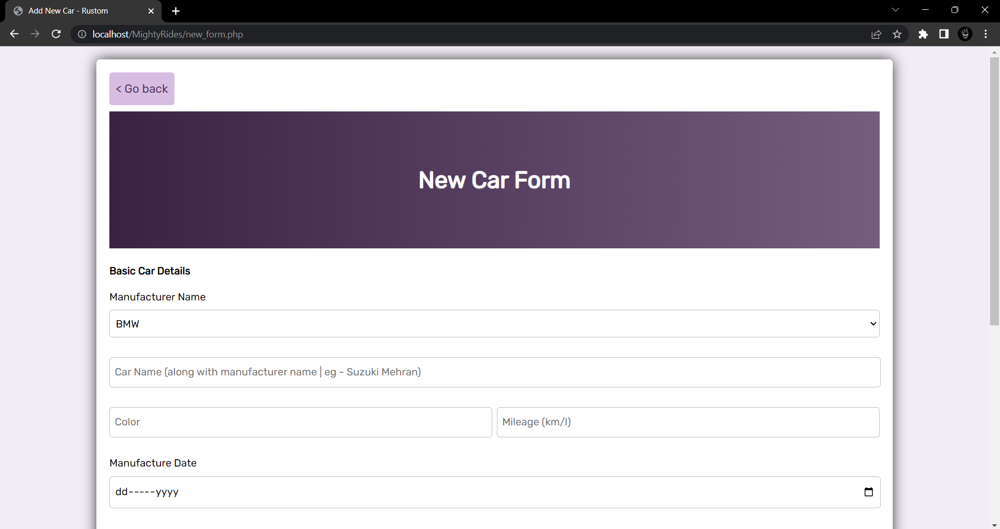 Add New Car - Rustom
localhost/MightyRides/new_form.php
< Go back
New Car Form
Basic Car Details
Manufacturer Name
BMW
Car Name (along with manufacturer name | eg - Suzuki Mehran)
Color
Mileage (km/l)
Manufacture Date
dd-----yyyy